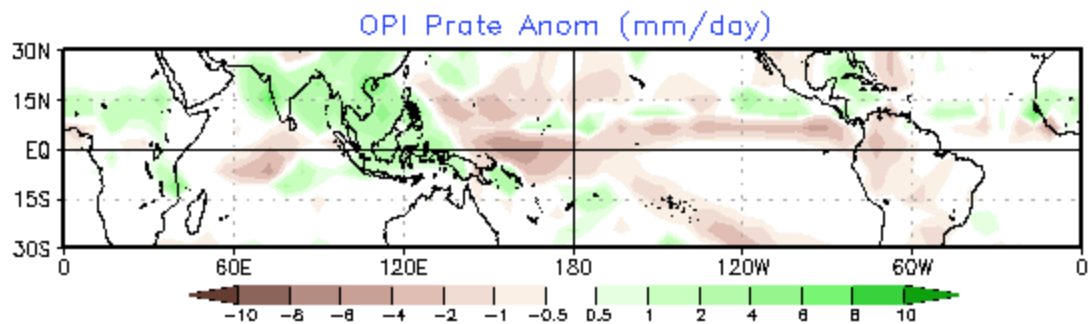 OPI Prate Anom (mm/day)
30N
15N
EQ
15S
30S
0 60E 120E 180 120W 60W 0
-10 -8 -6 -4 -2 -1 -0.5 0.5 1 2 4 6 8 10